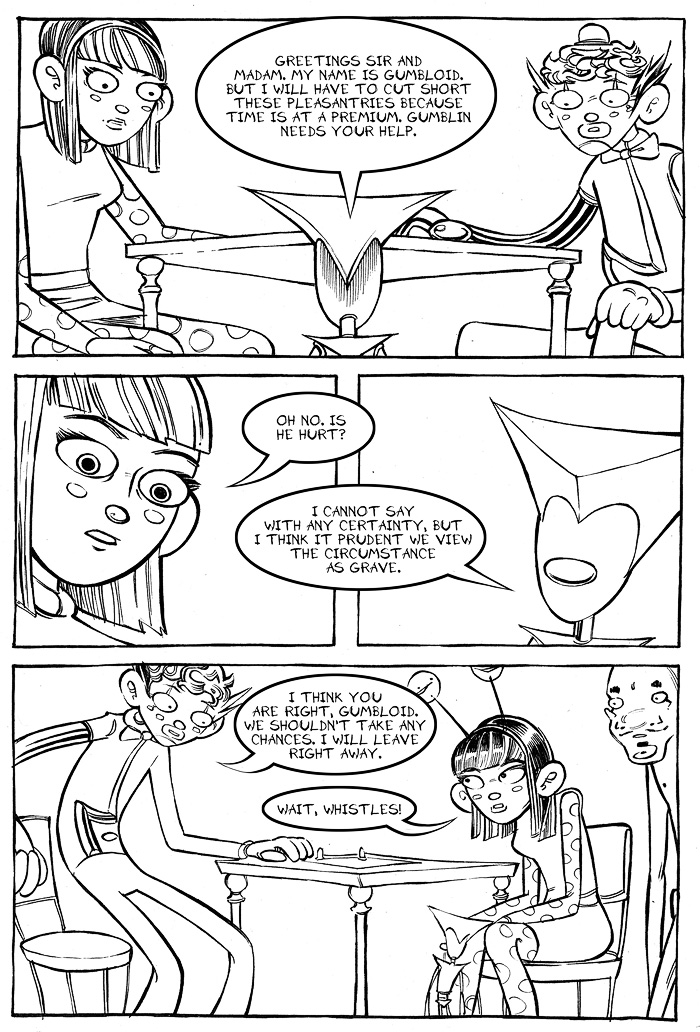 GREETINGS SIR AND
MADAM. MY NAME IS GUMBLOID.
BUT I WILL HAVE TO CUT SHORT
THESE PLEASANTRIES BECAUSE
TIME IS AT A PREMIUM. GUMBLIN
NEEDS YOUR HELP.
OH NO. IS
HE HURT?
I CANNOT SAY
WITH ANY CERTAINTY, BUT
I THINK IT PRUDENT WE VIEW
THE CIRCUMSTANCE
AS GRAVE.
I THINK YOU
ARE RIGHT, GUMBLOID.
WE SHOULDN'T TAKE ANY
CHANCES. I WILL LEAVE
RIGHT AWAY.
WAIT, WHISTLES!